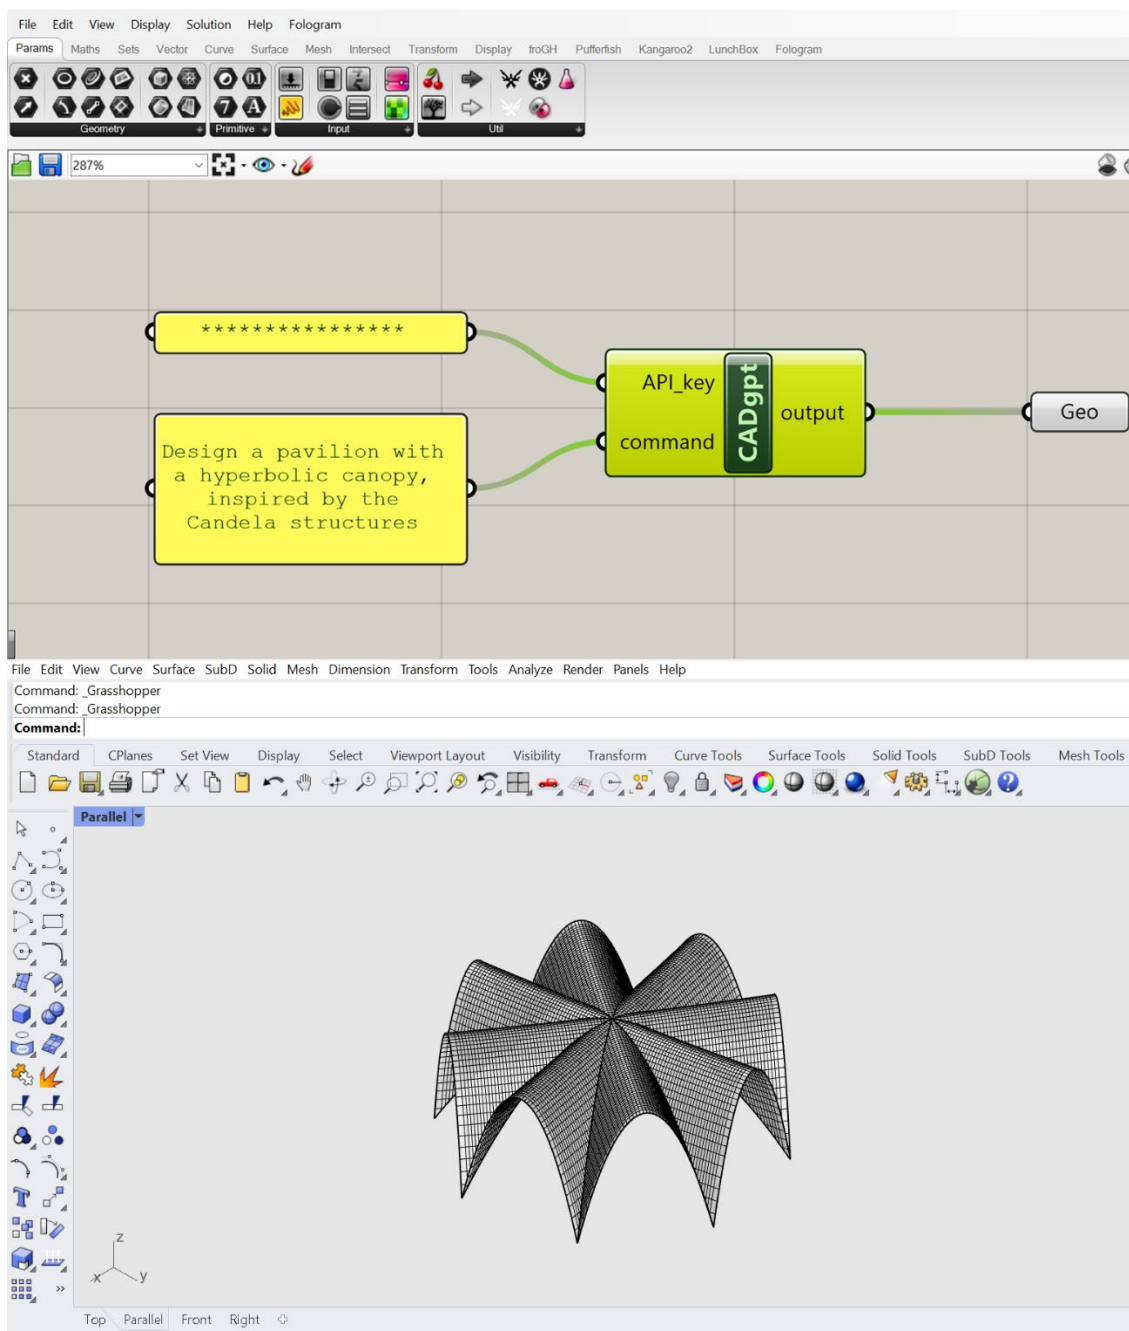 File Edit View Display Solution Help Fologram
Params Maths Sets Vector Curve Surface Mesh Intersect Transform Display froGH Pufferfish Kangaroo2 LunchBox Fologram
Geometry Primitive Input Util
287%
****************
API_key
CADgpt
output
Geo
command
Design a pavilion with
a hyperbolic canopy,
inspired by the
Candela structures
File Edit View Curve Surface SubD Solid Mesh Dimension Transform Tools Analyze Render Panels Help
Command: _Grasshopper
Command: _Grasshopper
Command:
Standard CPlanes Set View Display Select Viewport Layout Visibility Transform Curve Tools Surface Tools Solid Tools SubD Tools Mesh Tools
Parallel
z
x y
Top Parallel Front Right